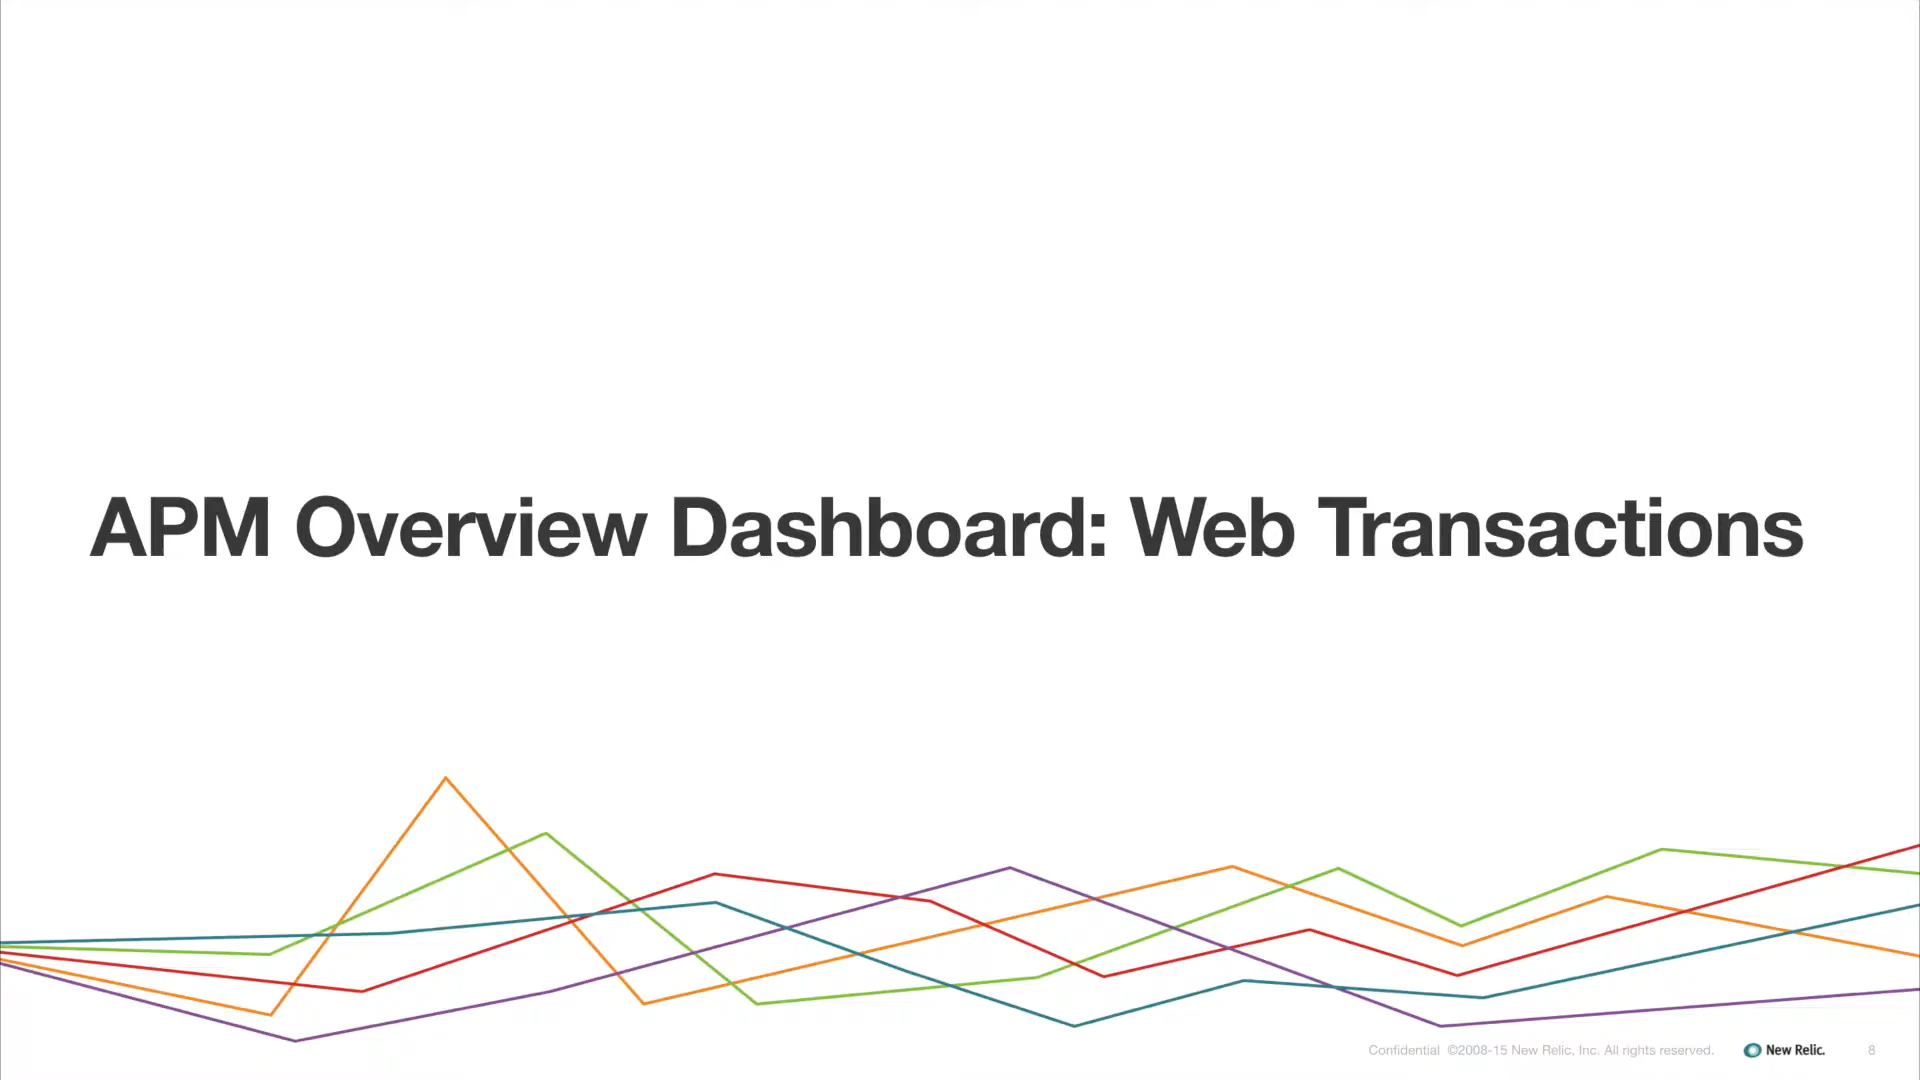 APM Overview Dashboard: Web Transactions
Confidential ©2008-15 New Relic, Inc. All rights reserved. New Relic. 8